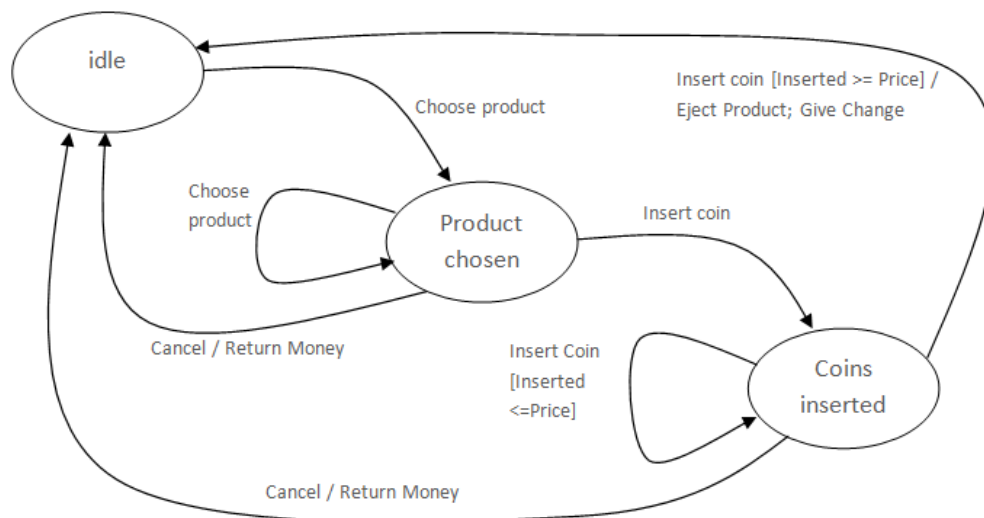 idle
Insert coin [Inserted >= Price] /
Eject Product; Give Change
Choose product
Choose
product
Product
chosen
Insert coin
Cancel / Return Money
Insert Coin
[Inserted
<=Price]
Coins
inserted
Cancel / Return Money